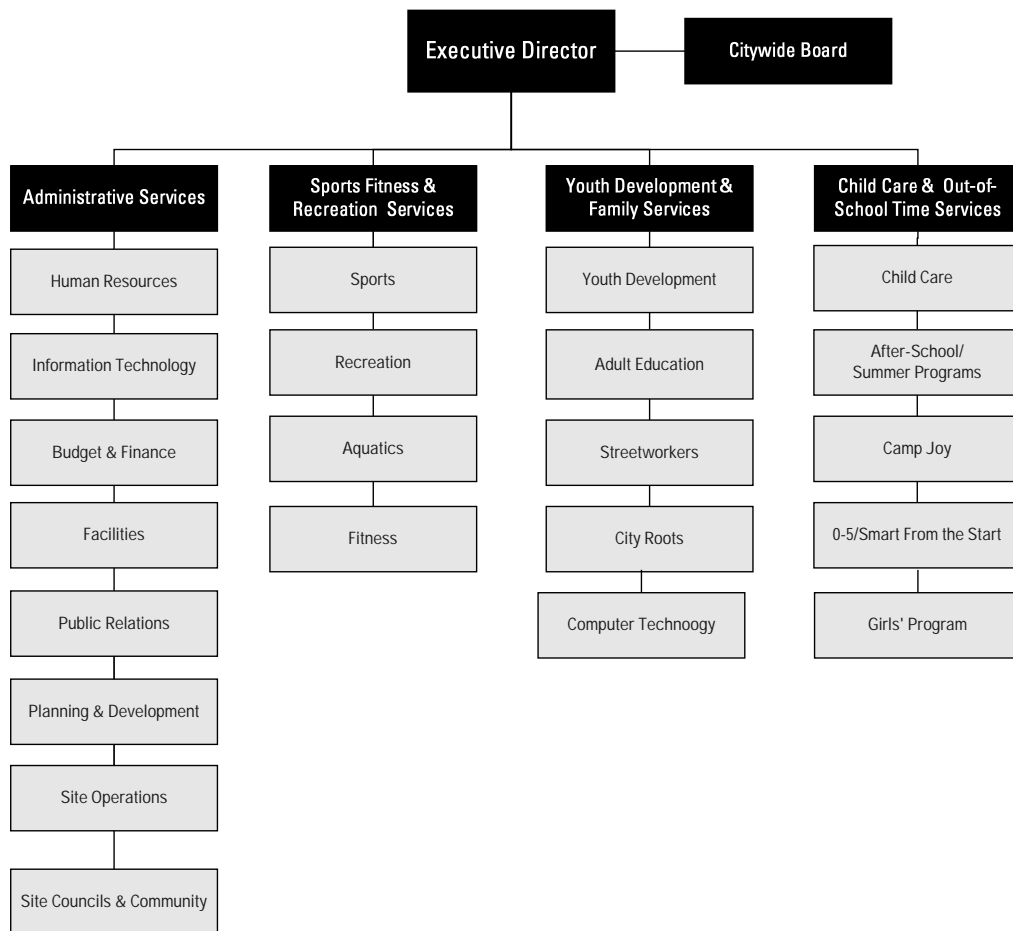 Executive Director
Citywide Board
Administrative Services
Human Resources
Information Technology
Budget & Finance
Facilities
Public Relations
Planning & Development
Site Operations
Site Councils & Community
Sports Fitness &
Recreation Services
Sports
Recreation
Aquatics
Fitness
Youth Development &
Family Services
Youth Development
Adult Education
Streetworkers
City Roots
Computer Technoogy
Child Care & Out-of-
School Time Services
Child Care
After-School/
Summer Programs
Camp Joy
0-5/Smart From the Start
Girls' Program